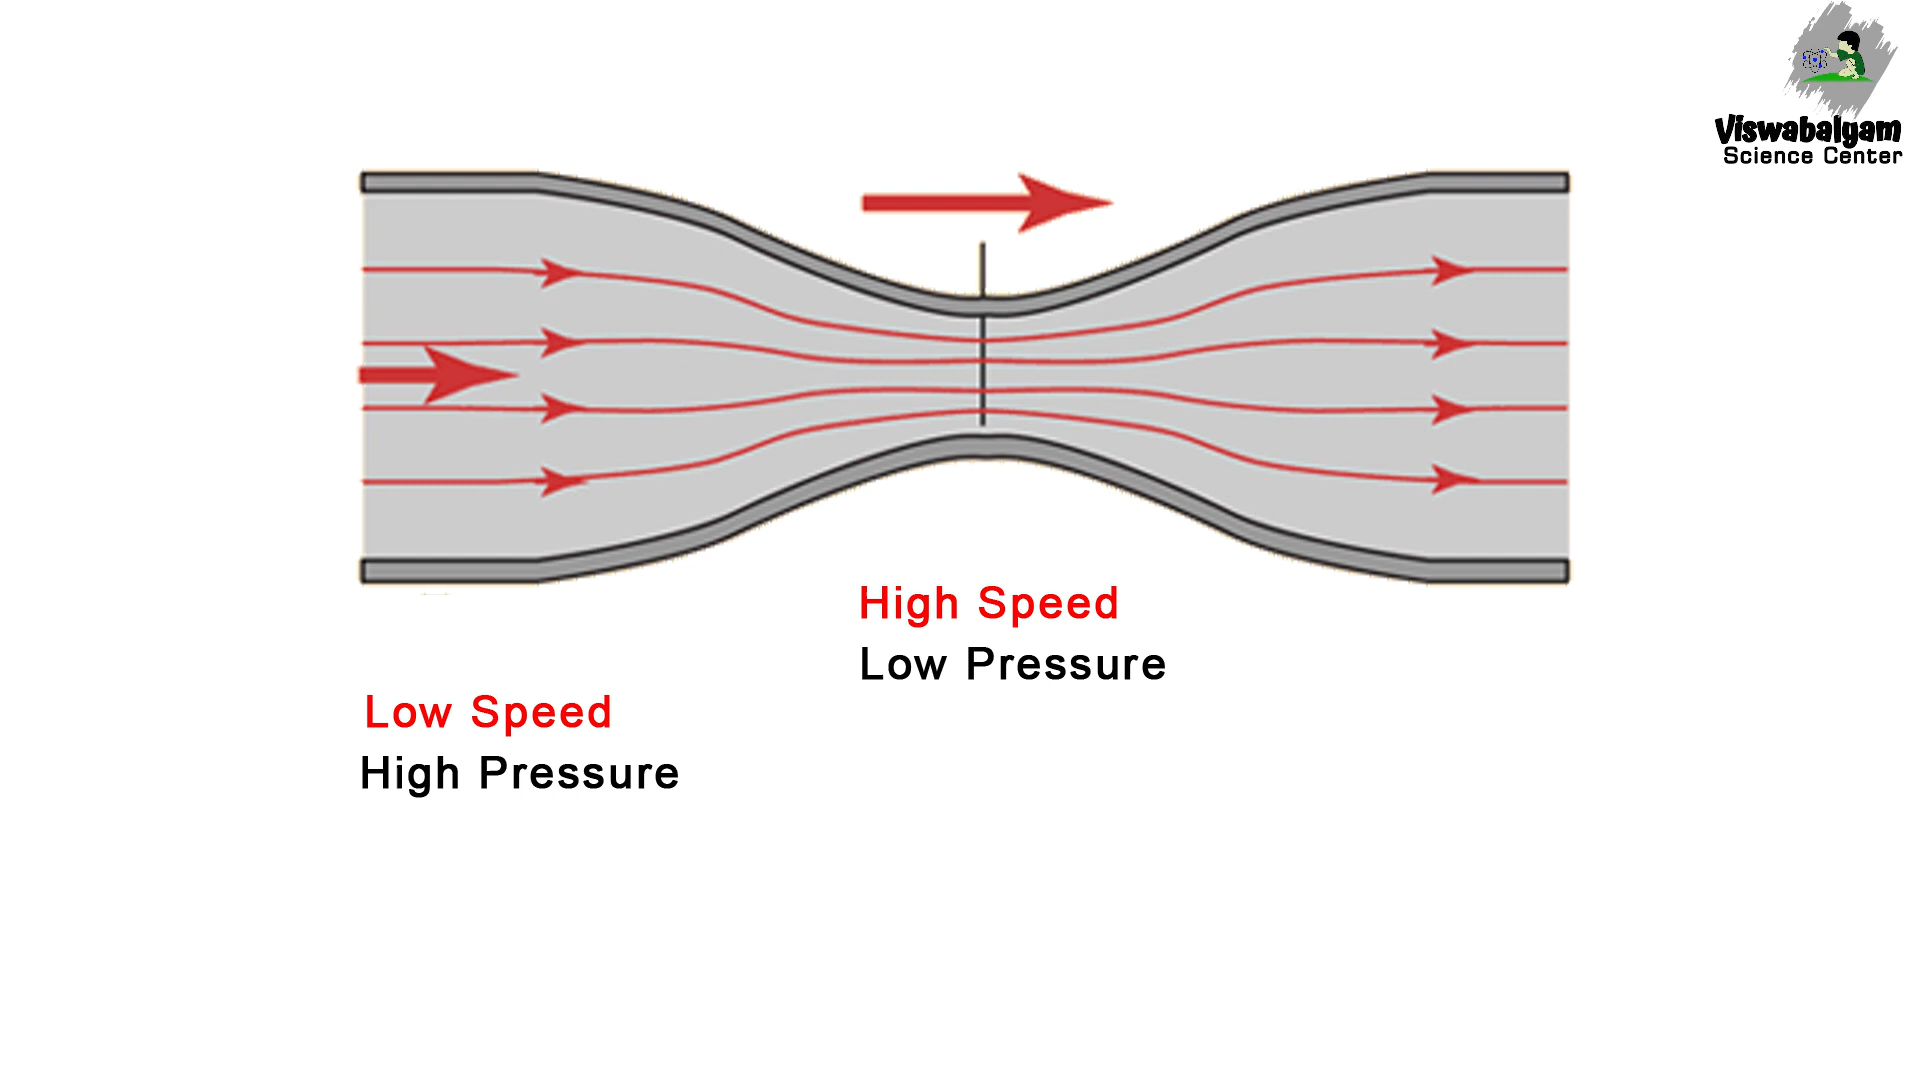 Viswabalgam
Science Center
High Speed
Low Pressure
Low Speed
High Pressure